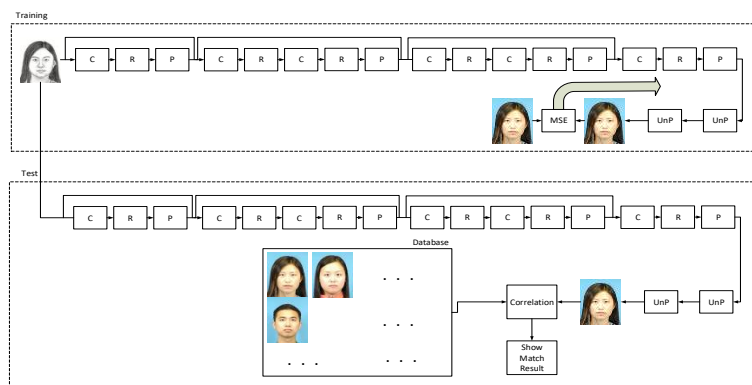 Training
C R P C R C R P C R C R P C R P
MSE UnP UnP
Test
C R P C R C R P C R C R P C R P
Database
. . .
Correlation UnP UnP
. . .
Show
Match
Result
. . . . . .